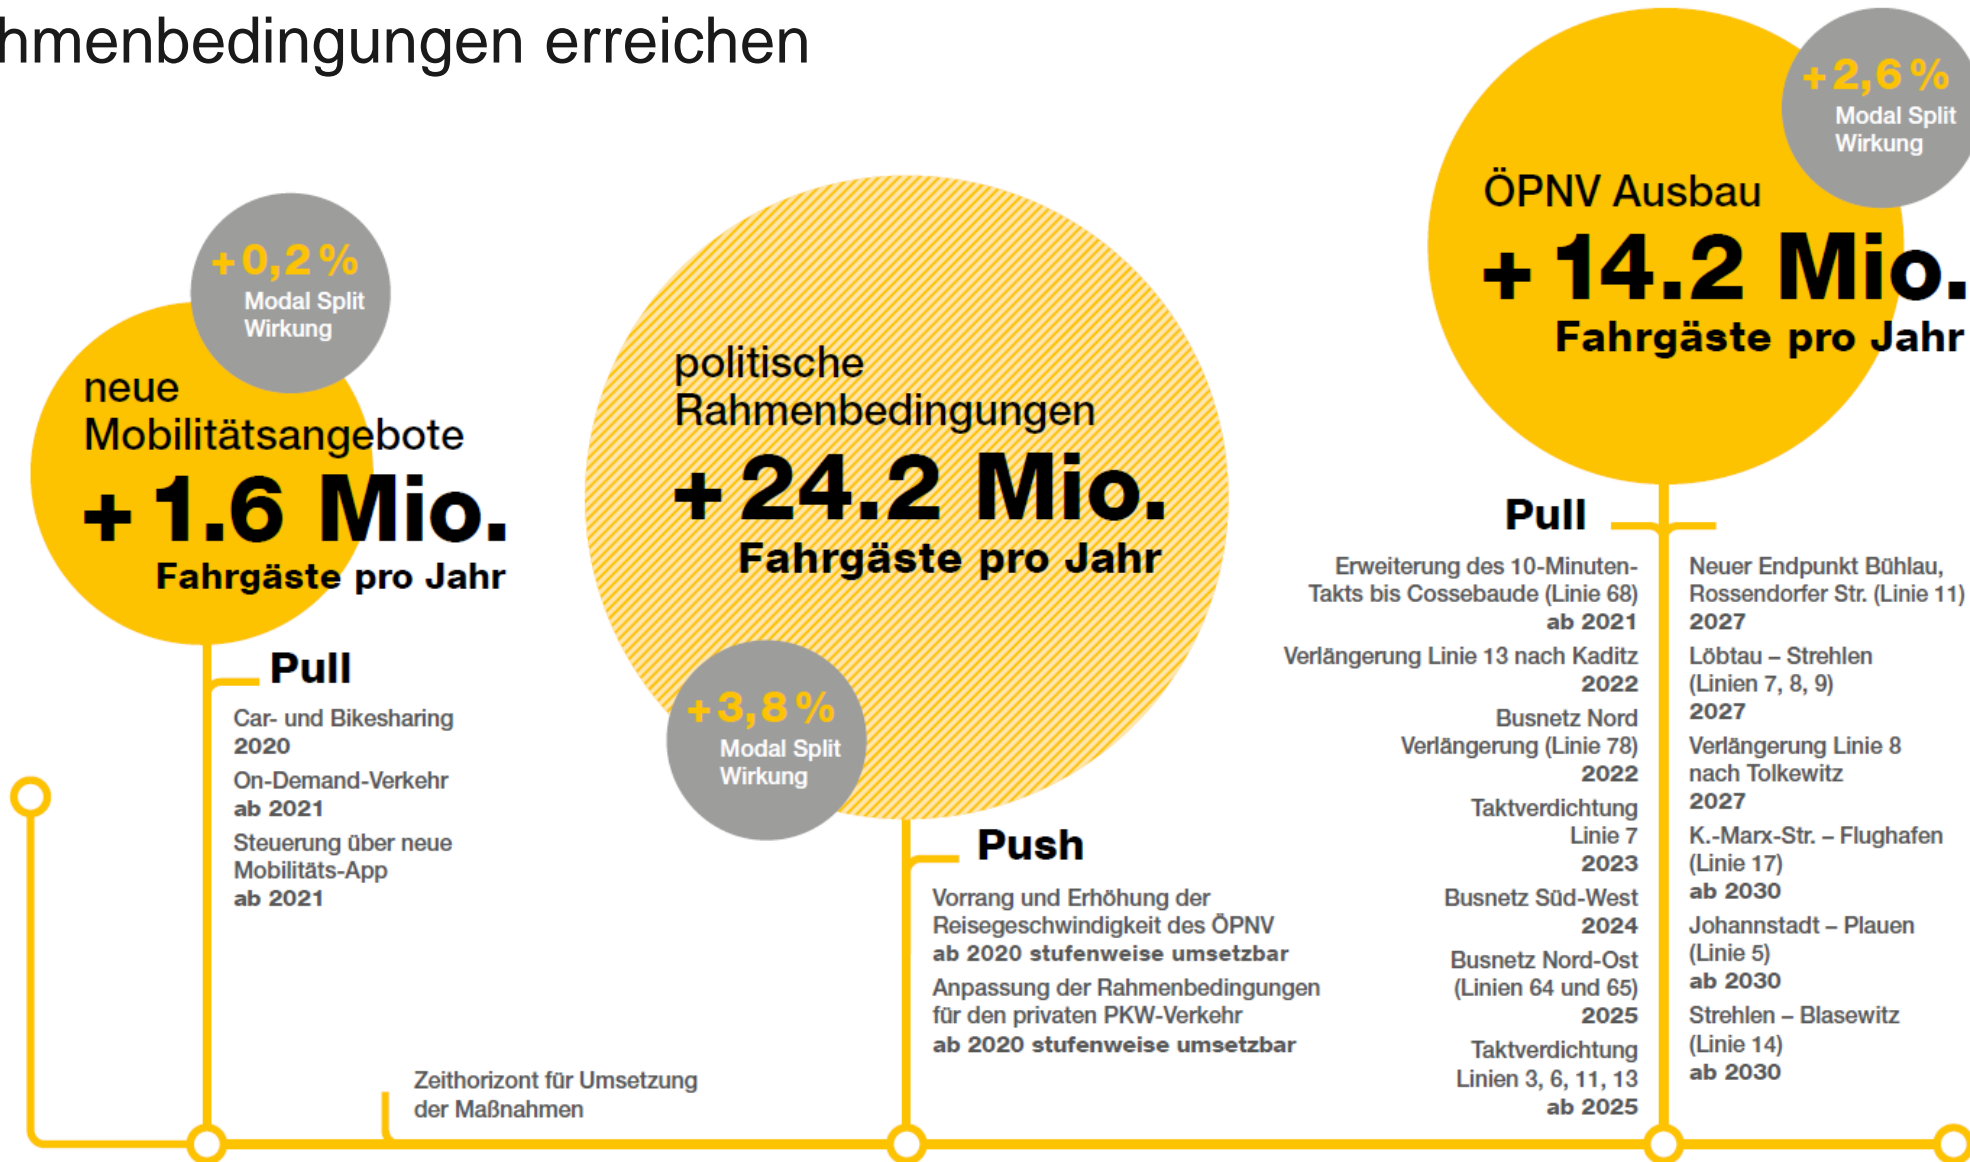 hmenbedingungen erreichen
+0,2 %
Modal Split
Wirkung
neue
Mobilitätsangebote
+ 1.6 Mio.
Fahrgäste pro Jahr
Pull
Car- und Bikesharing
2020
On-Demand-Verkehr
ab 2021
Steuerung über neue
Mobilitäts-App
ab 2021
Zeithorizont für Umsetzung
der Maßnahmen
politische
Rahmenbedingungen
+ 24.2 Mio.
Fahrgäste pro Jahr
+3,8 %
Modal Split
Wirkung
Push
Vorrang und Erhöhung der
Reisegeschwindigkeit des ÖPNV
ab 2020 stufenweise umsetzbar
Anpassung der Rahmenbedingungen
für den privaten PKW-Verkehr
ab 2020 stufenweise umsetzbar
+2,6 %
Modal Split
Wirkung
ÖPNV Ausbau
+ 14.2 Mio.
Fahrgäste pro Jahr
Pull
Erweiterung des 10-Minuten-
Takts bis Cossebaude (Linie 68)
ab 2021
Verlängerung Linie 13 nach Kaditz
2022
Busnetz Nord
Verlängerung (Linie 78)
2022
Taktverdichtung
Linie 7
2023
Busnetz Süd-West
2024
Busnetz Nord-Ost
(Linien 64 und 65)
2025
Taktverdichtung
Linien 3, 6, 11, 13
ab 2025
Neuer Endpunkt Bühlau,
Rossendorfer Str. (Linie 11)
2027
Löbtau – Strehlen
(Linien 7, 8, 9)
2027
Verlängerung Linie 8
nach Tolkewitz
2027
K.-Marx-Str. – Flughafen
(Linie 17)
ab 2030
Johannstadt – Plauen
(Linie 5)
ab 2030
Strehlen – Blasewitz
(Linie 14)
ab 2030